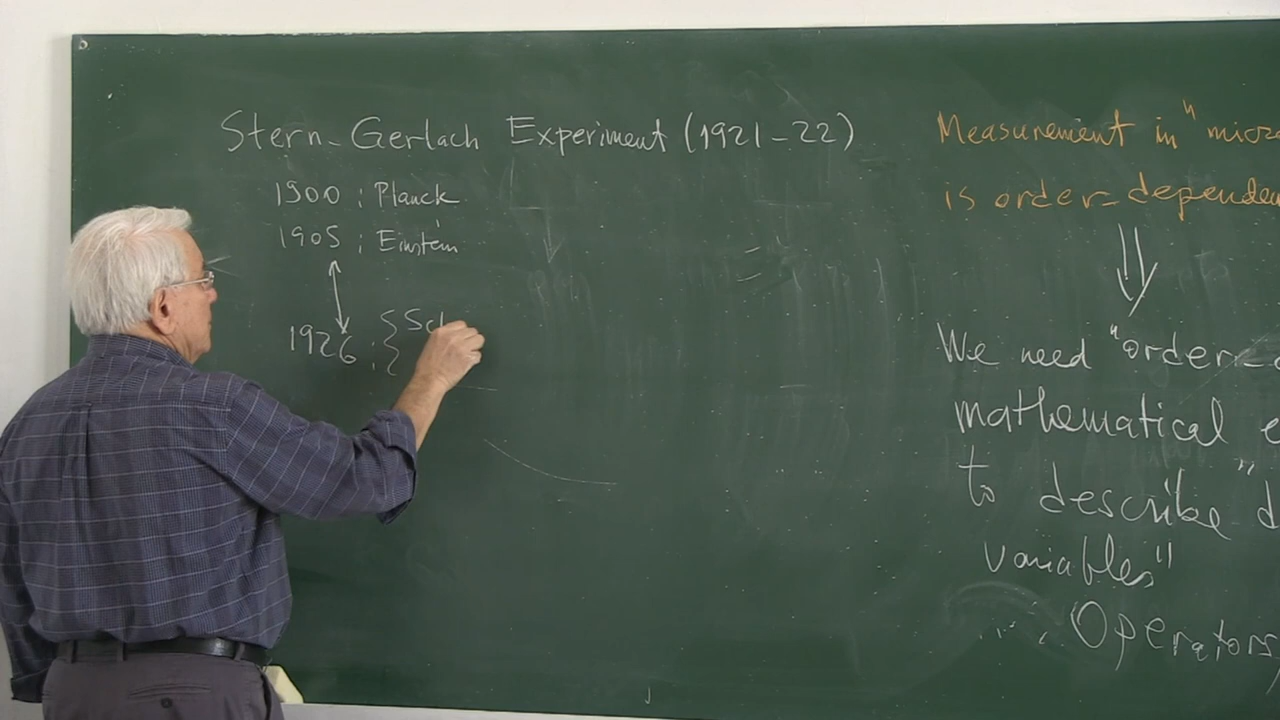 Stern-Gerlach Experiment (1921-22)
1900 : Planck
1905 : Einstein
1926 : { Sch
Measurement in "micro
is order-dependen
We need "order-
mathematical e
to describe "d
variables"
Operators